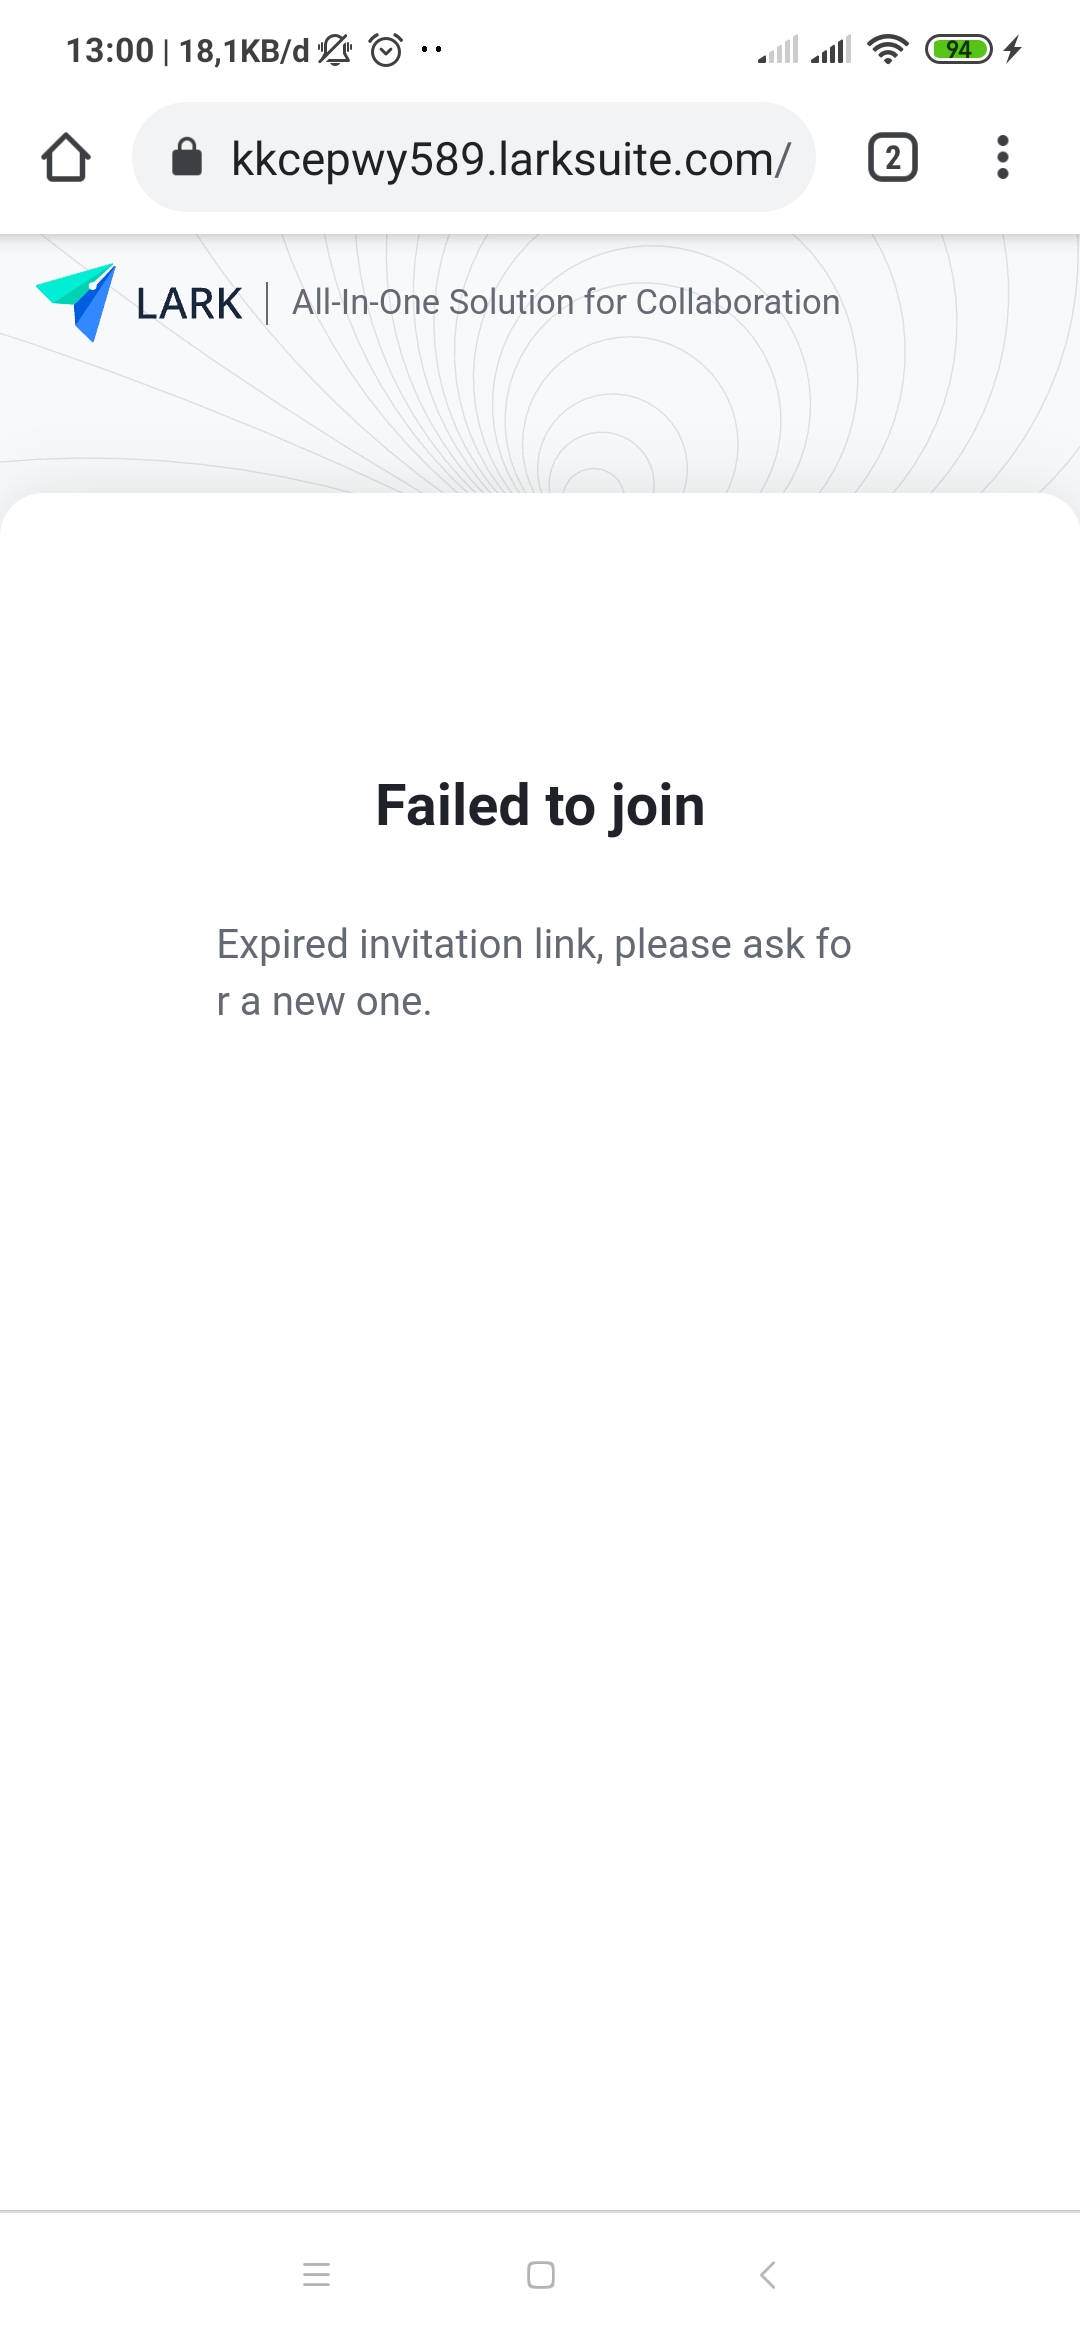 13:00 | 18,1KB/d
94
kkcepwy589.larksuite.com/
2
LARK | All-In-One Solution for Collaboration
Failed to join
Expired invitation link, please ask fo
r a new one.